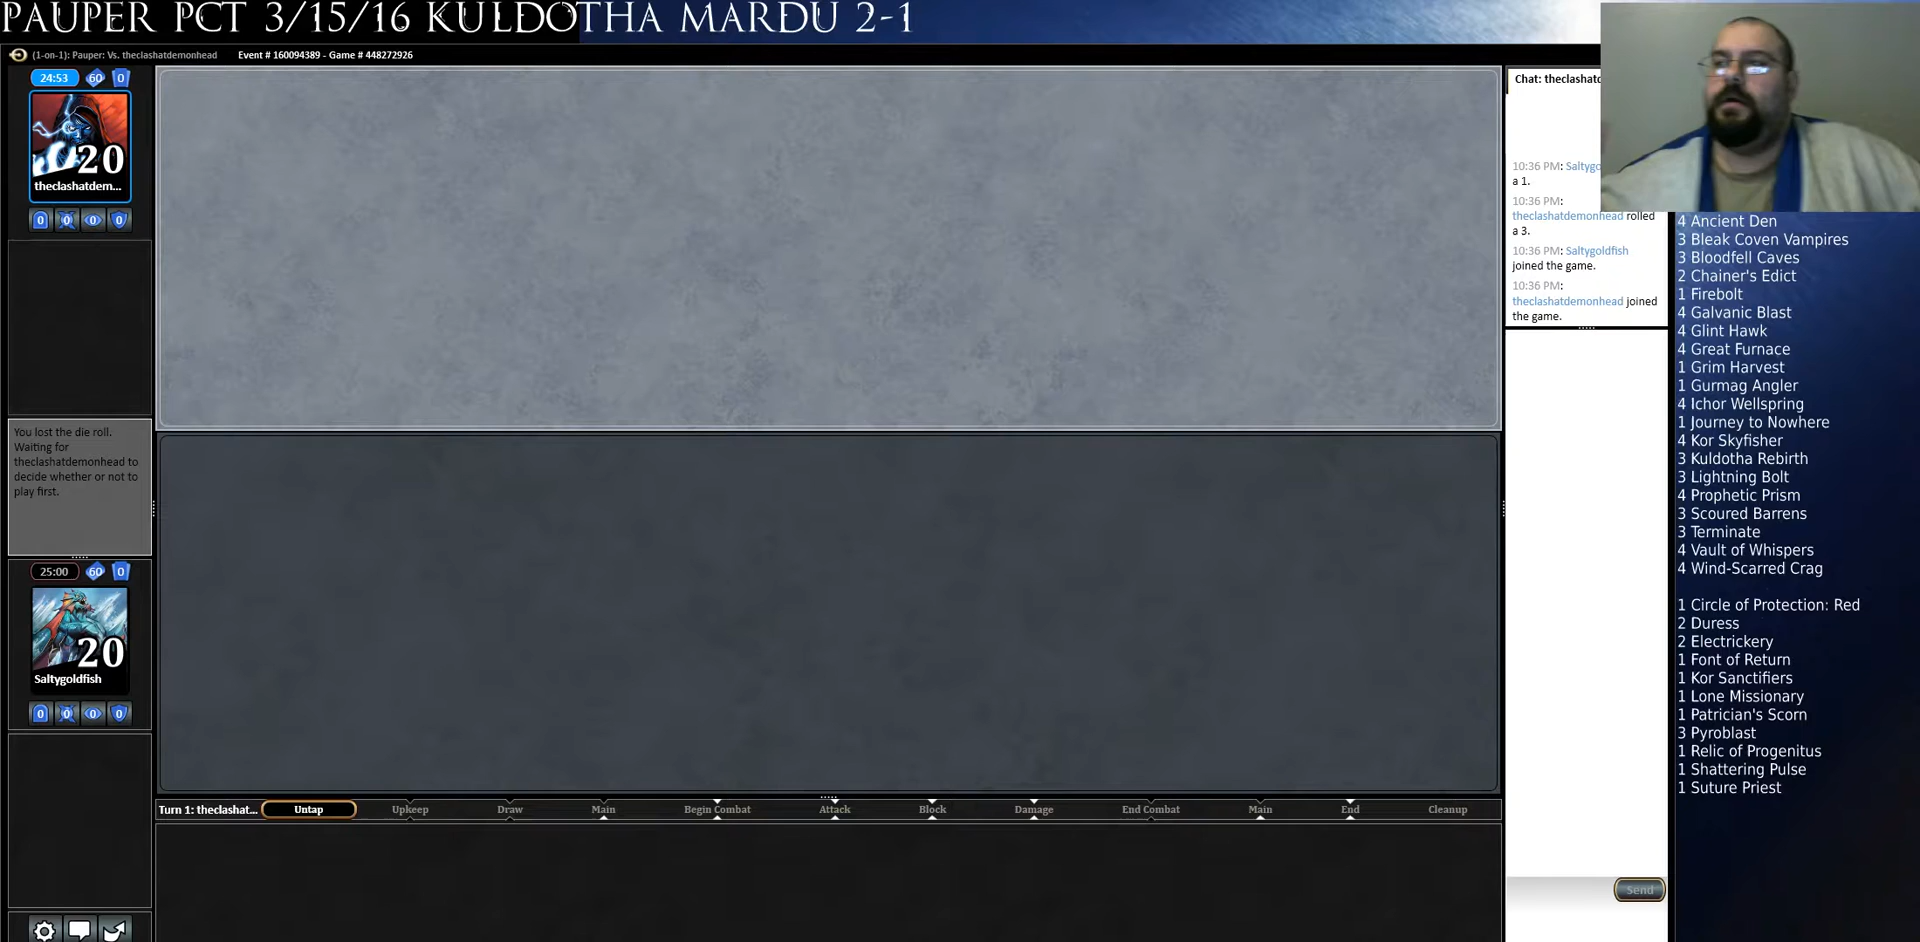 PAUPER PCT 3/15/16 KULDOTHA MARDU 2-1
(1-on-1): Pauper: Vs. theclashatdemonhead Event # 160094389 - Game # 448272926
24:53 60 0
20
theclashatdem...
0 0 0 0
You lost the die roll.
Waiting for
theclashatdemonhead to
decide whether or not to
play first.
25:00 60 0
20
Saltygoldfish
0 0 0 0
Turn 1: theclashat... Untap Upkeep Draw Main Begin Combat Attack Block Damage End Combat Main End Cleanup
Chat: theclashatd
10:36 PM: Saltygo
a 1.
10:36 PM:
theclashatdemonhead rolled
a 3.
10:36 PM: Saltygoldfish
joined the game.
10:36 PM:
theclashatdemonhead joined
the game.
Send
4 Ancient Den
3 Bleak Coven Vampires
3 Bloodfell Caves
2 Chainer's Edict
1 Firebolt
4 Galvanic Blast
4 Glint Hawk
4 Great Furnace
1 Grim Harvest
1 Gurmag Angler
4 Ichor Wellspring
1 Journey to Nowhere
4 Kor Skyfisher
3 Kuldotha Rebirth
3 Lightning Bolt
4 Prophetic Prism
3 Scoured Barrens
3 Terminate
4 Vault of Whispers
4 Wind-Scarred Crag
1 Circle of Protection: Red
2 Duress
2 Electrickery
1 Font of Return
1 Kor Sanctifiers
1 Lone Missionary
1 Patrician's Scorn
3 Pyroblast
1 Relic of Progenitus
1 Shattering Pulse
1 Suture Priest